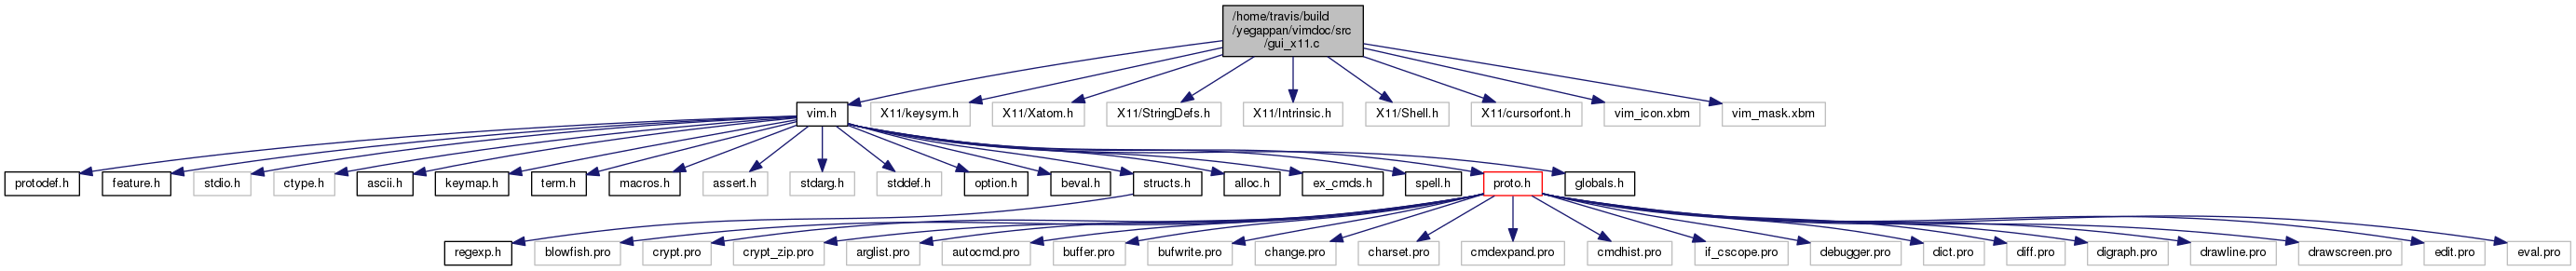 /home/travis/build
/yegappan/vimdoc/src
/gui_x11.c
vim.h
X11/keysym.h
X11/Xatom.h
X11/StringDefs.h
X11/Intrinsic.h
X11/Shell.h
X11/cursorfont.h
vim_icon.xbm
vim_mask.xbm
protodef.h
feature.h
stdio.h
ctype.h
ascii.h
keymap.h
term.h
macros.h
assert.h
stdarg.h
stddef.h
option.h
beval.h
structs.h
alloc.h
ex_cmds.h
spell.h
proto.h
globals.h
regexp.h
blowfish.pro
crypt.pro
crypt_zip.pro
arglist.pro
autocmd.pro
buffer.pro
bufwrite.pro
change.pro
charset.pro
cmdexpand.pro
cmdhist.pro
if_cscope.pro
debugger.pro
dict.pro
diff.pro
digraph.pro
drawline.pro
drawscreen.pro
edit.pro
eval.pro